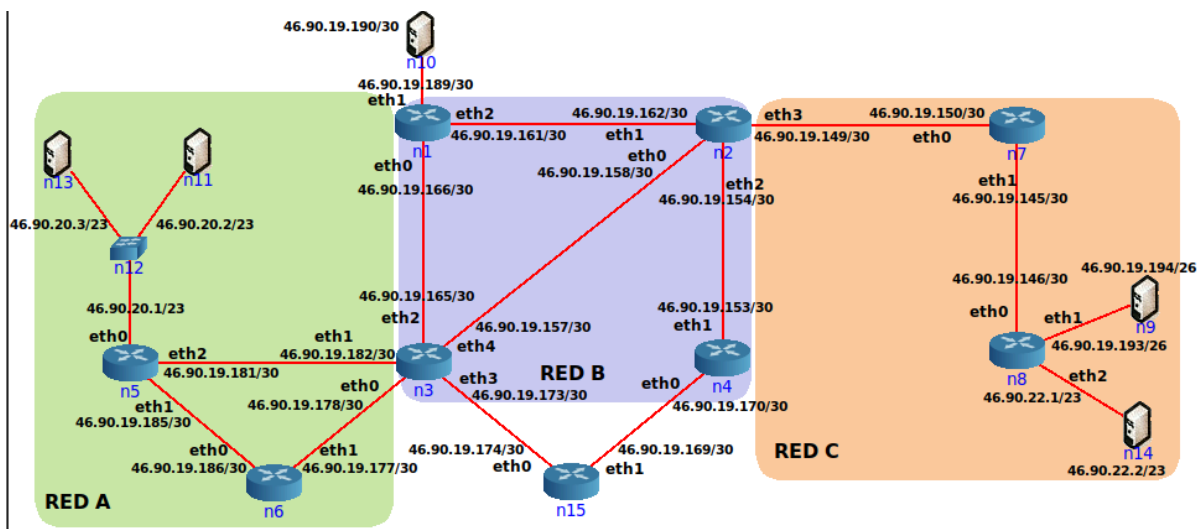 46.90.19.190/30
n10
46.90.19.189/30
eth1
eth2
46.90.19.162/30
eth3
46.90.19.150/30
46.90.19.161/30
eth1
n2
46.90.19.149/30
eth0
n7
n1
eth0
eth0
46.90.19.158/30
46.90.19.166/30
eth2
46.90.19.154/30
eth1
46.90.19.145/30
n13
n11
46.90.20.3/23
46.90.20.2/23
n12
46.90.19.194/26
46.90.19.146/30
46.90.19.165/30
46.90.19.153/30
46.90.20.1/23
eth0
eth1
n9
eth2
46.90.19.157/30
eth1
eth0
eth1
46.90.19.193/26
eth2
46.90.19.182/30
eth4
46.90.19.181/30
n5
n3
eth3
RED B
n4
n8
eth2
eth1
eth0
46.90.19.173/30
eth0
46.90.22.1/23
46.90.19.185/30
46.90.19.178/30
46.90.19.170/30
n14
eth0
eth1
46.90.19.174/30
46.90.19.169/30
RED C
46.90.19.186/30
46.90.19.177/30
eth0
eth1
46.90.22.2/23
RED A
n6
n15